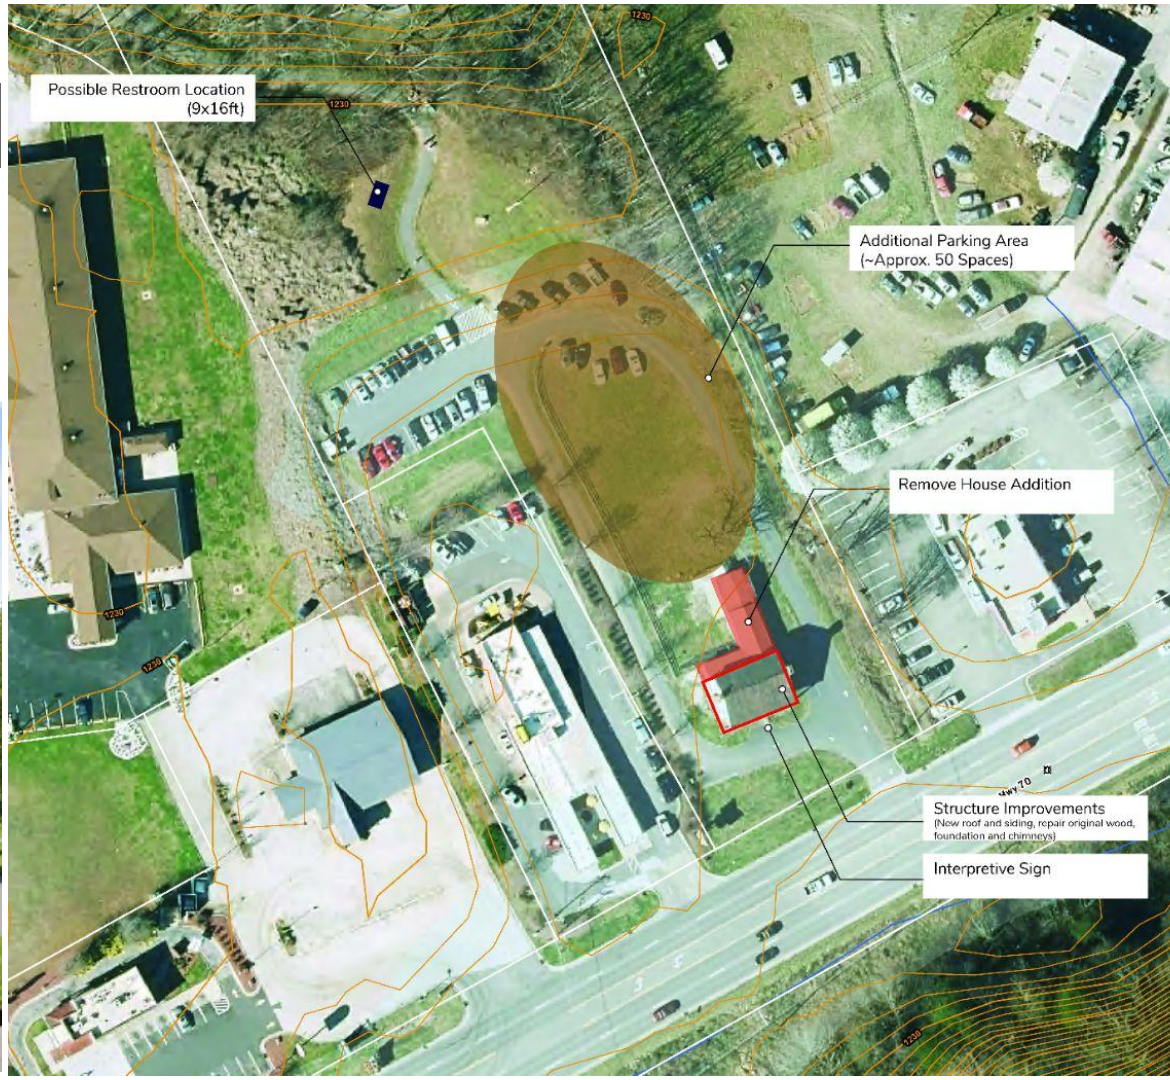 1230
Possible Restroom Location
(9x16ft)
1230
Additional Parking Area
(~Approx. 50 Spaces)
Remove House Addition
1230
1230
Hwy 70
Structure Improvements
(New roof and siding, repair original wood,
foundation and chimneys)
Interpretive Sign
1230